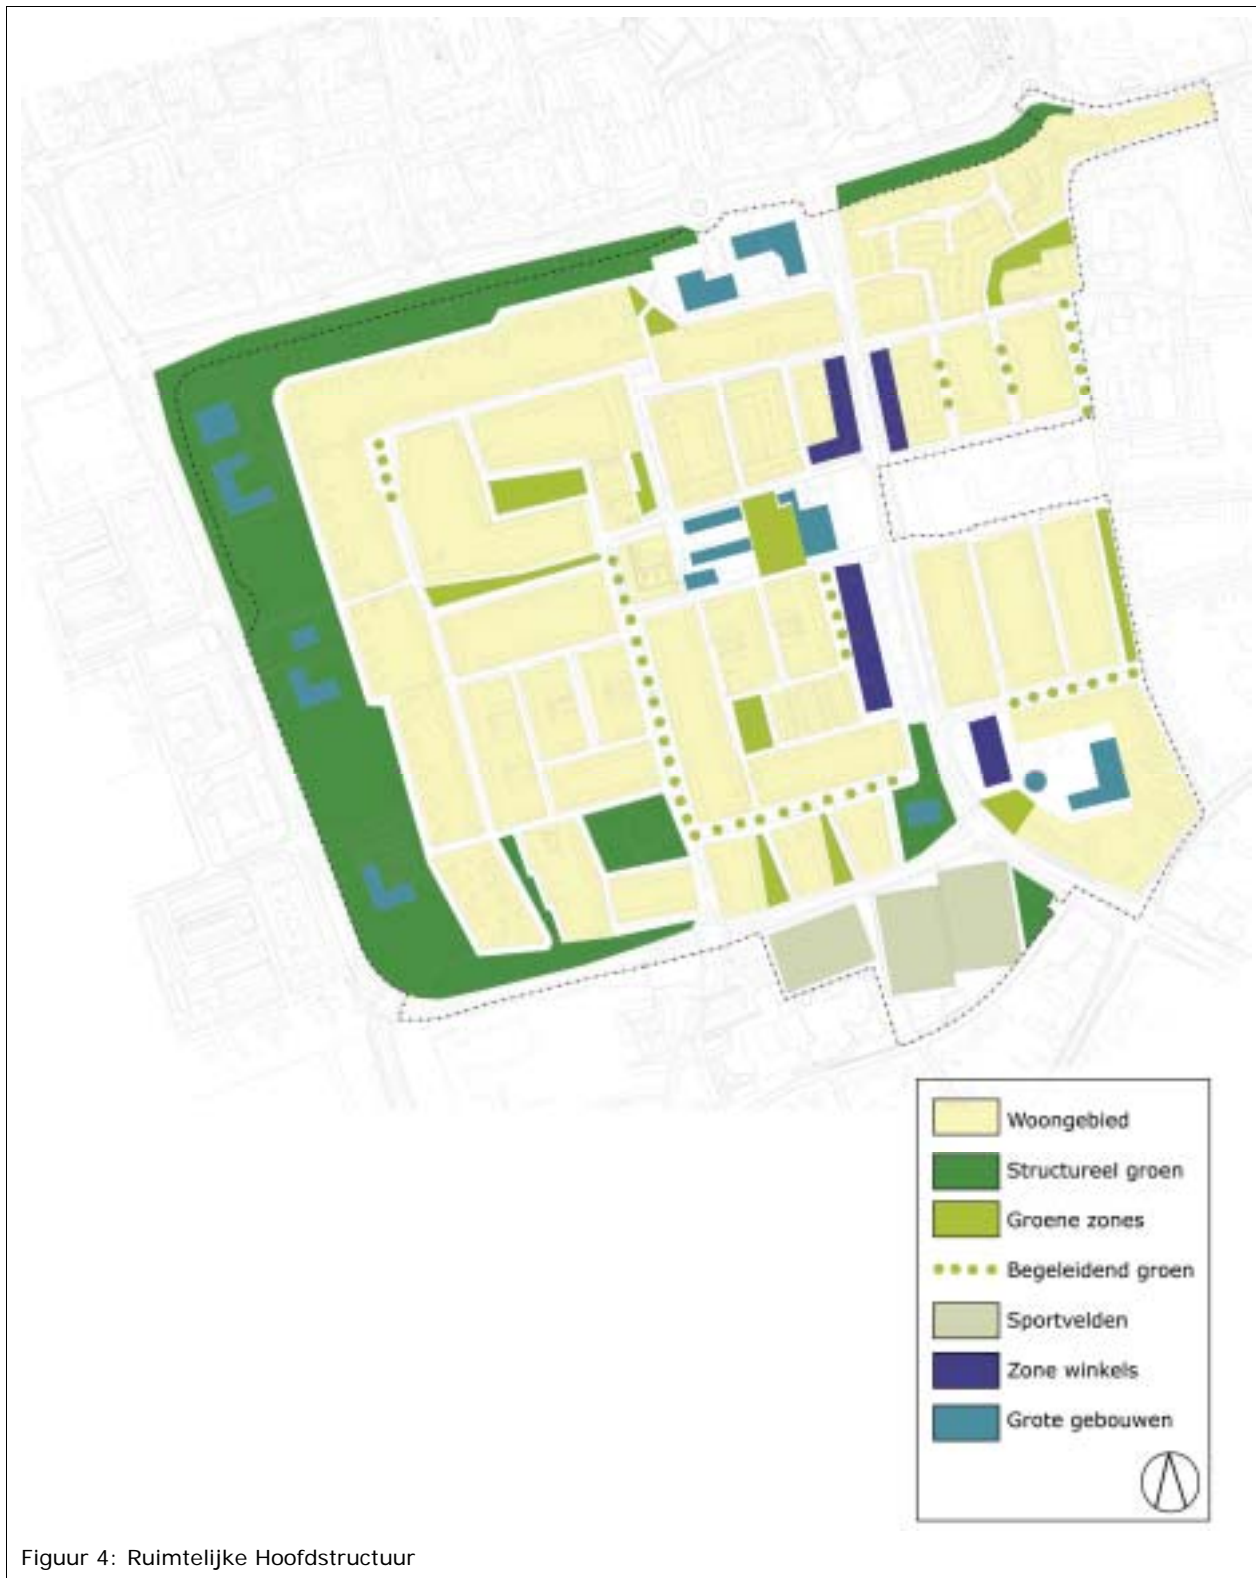 Woongebied
Structureel groen
Groene zones
Begeleidend groen
Sportvelden
Zone winkels
Grote gebouwen
Figuur 4: Ruimtelijke Hoofdstructuur